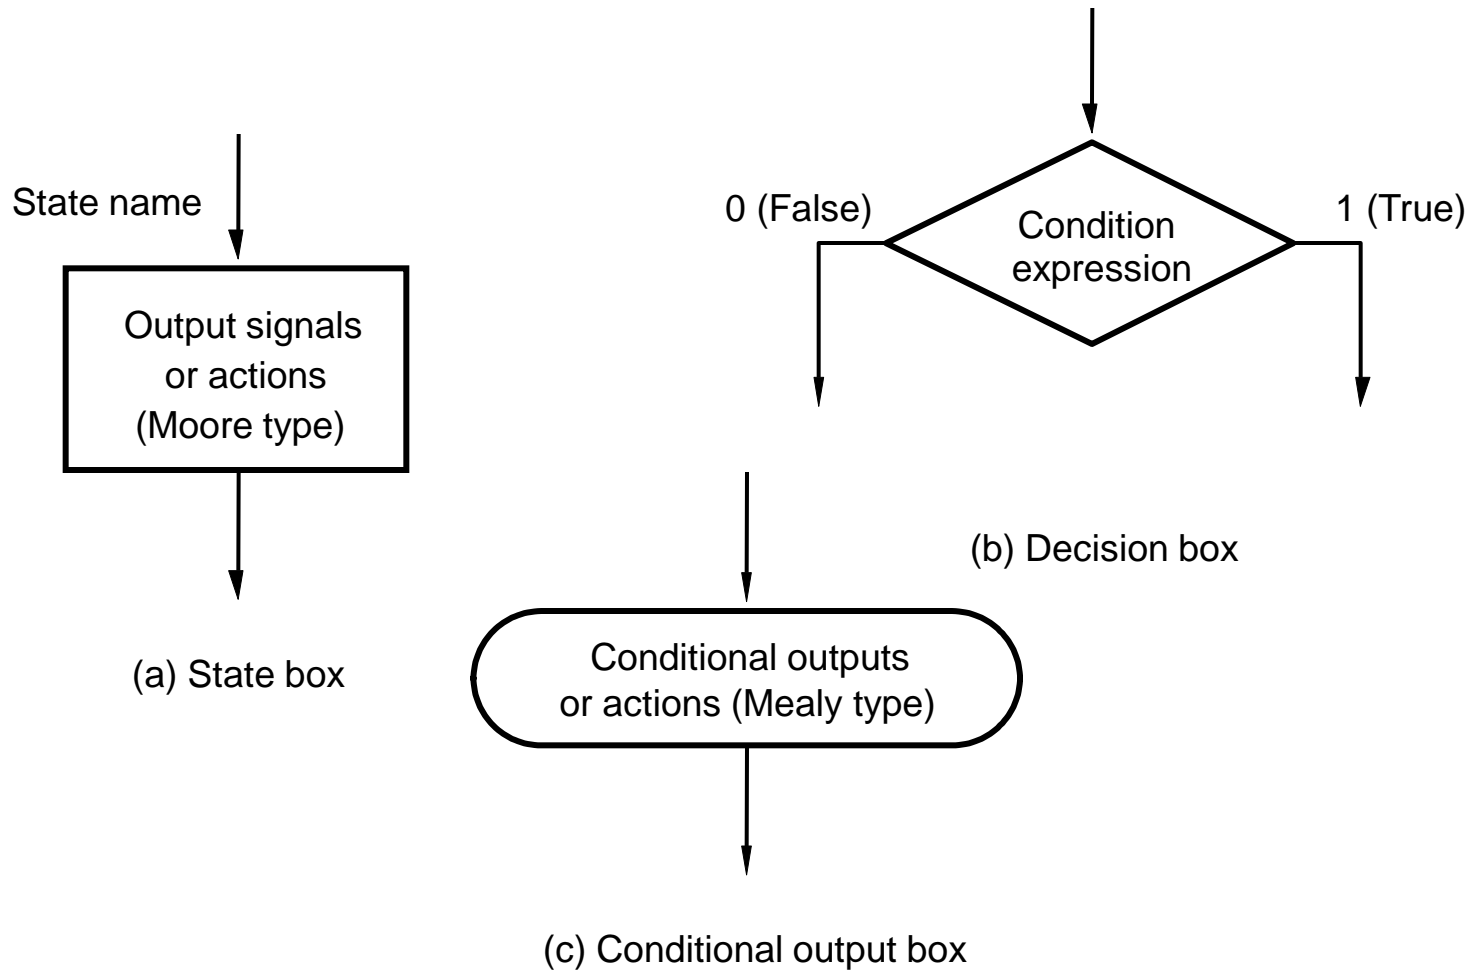 State name
Output signals
or actions
(Moore type)
(a) State box
0 (False)
1 (True)
Condition
expression
(b) Decision box
Conditional outputs
or actions (Mealy type)
(c) Conditional output box